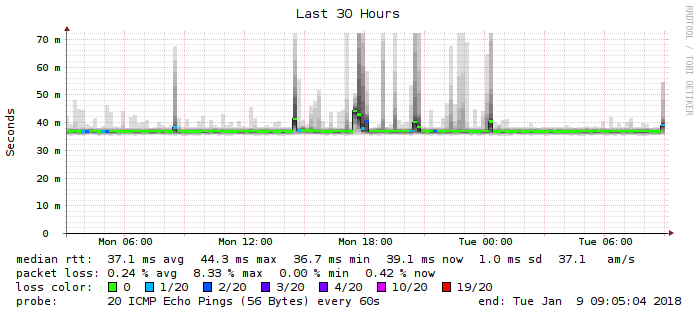 Last 30 Hours
RRDTOOL / TOBI OETIKER
Seconds
70 m
60 m
50 m
40 m
30 m
20 m
10 m
0
Mon 06:00 Mon 12:00 Mon 18:00 Tue 00:00 Tue 06:00
median rtt: 37.1 ms avg 44.3 ms max 36.7 ms min 39.1 ms now 1.0 ms sd 37.1 am/s
packet loss: 0.24 % avg 8.33 % max 0.00 % min 0.42 % now
loss color: 0 1/20 2/20 3/20 4/20 10/20 19/20
probe: 20 ICMP Echo Pings (56 Bytes) every 60s end: Tue Jan 9 09:05:04 2018